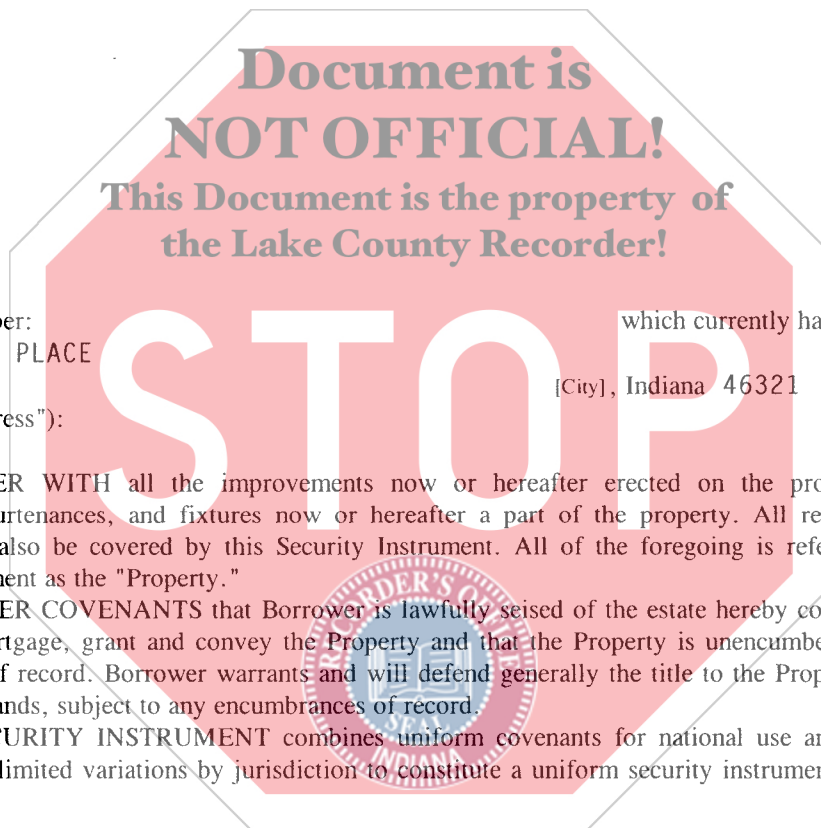 Document is
NOT OFFICIAL!
This Document is the property of
the Lake County Recorder!
per: which currently ha
PLACE
[City], Indiana 46321
ress"):
STOP
ER WITH all the improvements now or hereafter erected on the pro
urtenances, and fixtures now or hereafter a part of the property. All re
also be covered by this Security Instrument. All of the foregoing is refe
ent as the "Property."
ER COVENANTS that Borrower is lawfully seised of the estate hereby co
rtgage, grant and convey the Property and that the Property is unencumbe
f record. Borrower warrants and will defend generally the title to the Prop
ands, subject to any encumbrances of record.
CURITY INSTRUMENT combines uniform covenants for national use an
limited variations by jurisdiction to constitute a uniform security instrumen
RECORDER'S OFFICE
SEAL
INDIANA